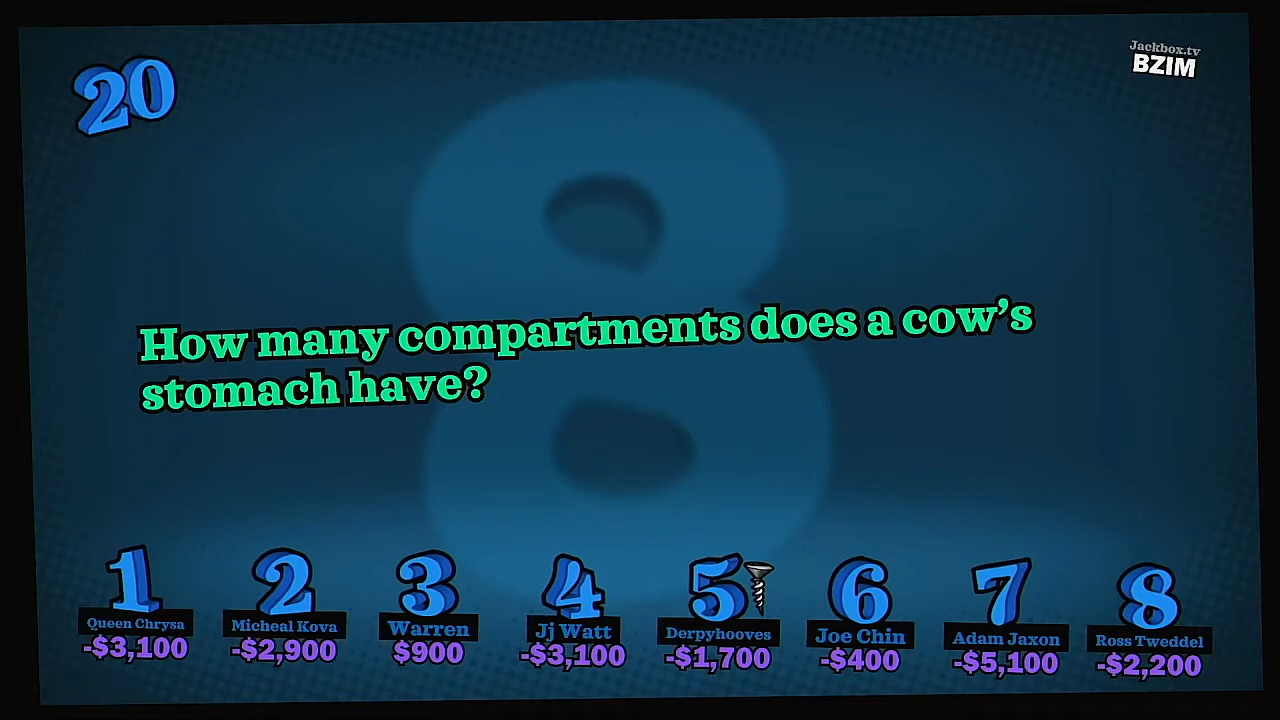 20
Jackbox.tv
BZIM
8
How many compartments does a cow's
stomach have?
1 2 3 4 5 6 7 8
Queen Chrysa Micheal Kova Warren Jj Watt Derpyhooves Joe Chin Adam Jaxon Ross Tweddel
-$3,100 -$2,900 $900 -$3,100 -$1,700 -$400 -$5,100 -$2,200